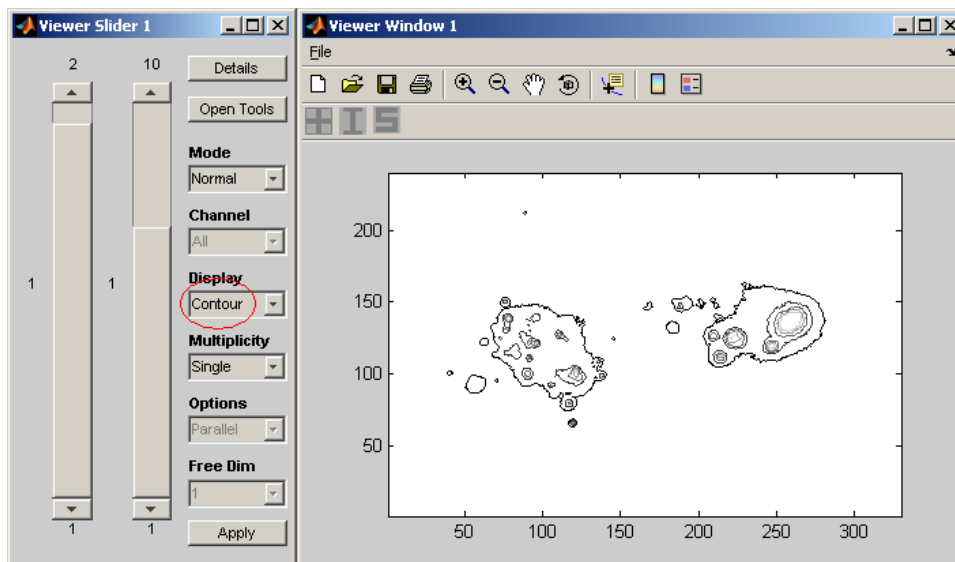 Viewer Slider 1
2 10
Details
Open Tools
Mode
Normal
Channel
All
Display
Contour
1 1
Multiplicity
Single
Options
Parallel
Free Dim
1
1 1
Apply
Viewer Window 1
File
200
150
100
50
50 100 150 200 250 300